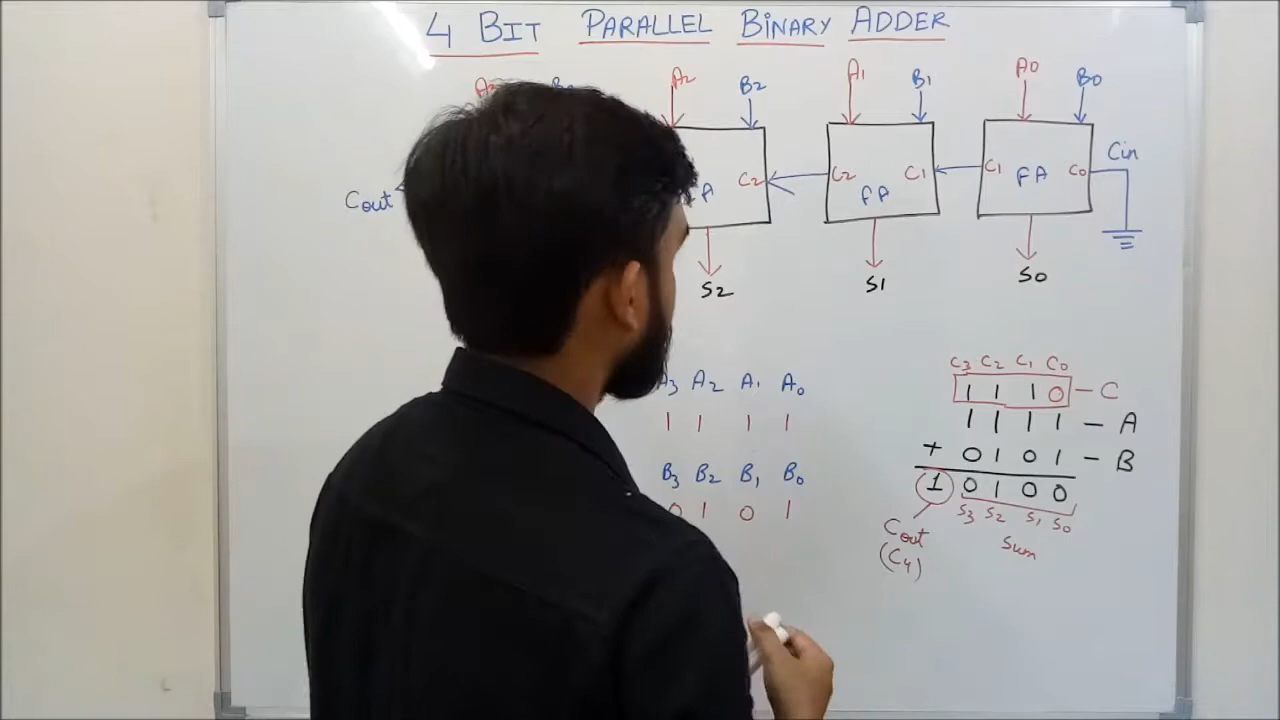 4 BIT PARALLEL BINARY ADDER
A2 B2 A1 B1 A0 B0
Cin
Cout C2 C2 C1 C1 C0
A FA FA
S2 S1 S0
C3 C2 C1 C0
A3 A2 A1 A0
1 1 1 0 — C
1 1 1 1
1 1 1 1 — A
+ 0 1 0 1 — B
B3 B2 B1 B0
1 0 1 0 0
0 1 0 1
S3 S2 S1 S0
Cout
Sum
(C4)